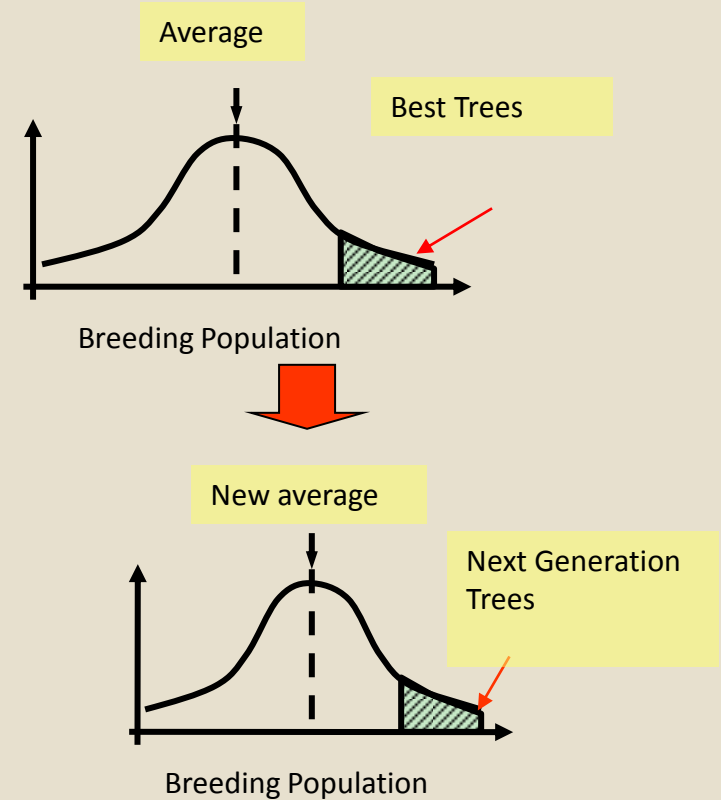 Average
Best Trees
Breeding Population
New average
Next Generation
Trees
Breeding Population